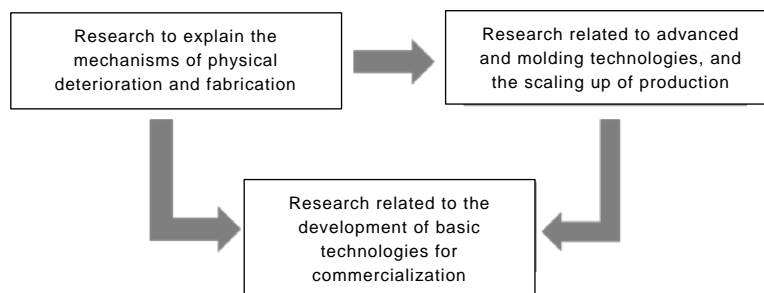 Research to explain the
mechanisms of physical
deterioration and fabrication
Research related to advanced
and molding technologies, and
the scaling up of production
Research related to the
development of basic
technologies for
commercialization